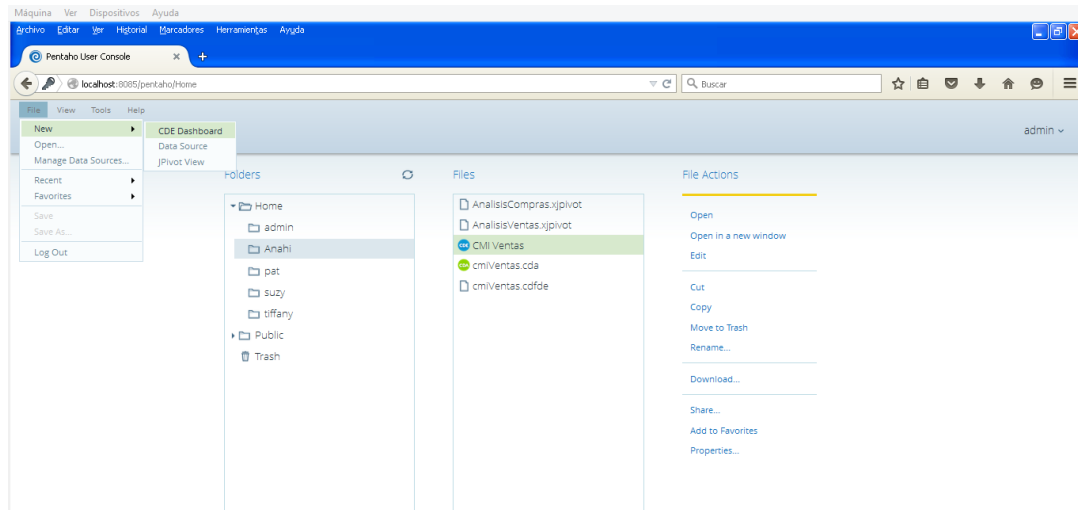 Máquina Ver Dispositivos Ayuda
Archivo Editar Ver Historial Marcadores Herramientas Ayuda
Pentaho User Console × +
localhost:8085/pentaho/Home Buscar
File View Tools Help
admin
New
Open...
Manage Data Sources...
Recent
Favorites
Save
Save As...
Log Out
CDE Dashboard
Data Source
JPivot View
Folders
Home
admin
Anahi
pat
suzy
tiffany
Public
Trash
Files
AnalisisCompras.xjpivot
AnalisisVentas.xjpivot
CDE CMI Ventas
cmiVentas.cda
cmiVentas.cdfde
File Actions
Open
Open in a new window
Edit
Cut
Copy
Move to Trash
Rename...
Download...
Share...
Add to Favorites
Properties...